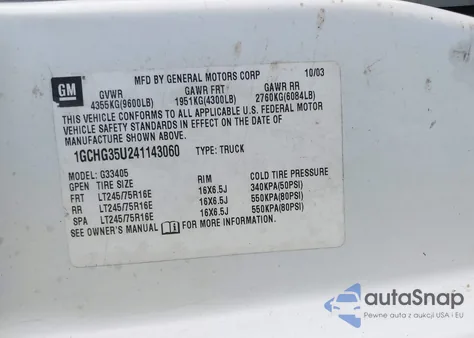 GM
MFD BY GENERAL MOTORS CORP 10/03
GVWR GAWR FRT GAWR RR
4355KG(9600LB) 1951KG(4300LB) 2760KG(6084LB)
THIS VEHICLE CONFORMS TO ALL APPLICABLE U.S. FEDERAL MOTOR
VEHICLE SAFETY STANDARDS IN EFFECT ON THE DATE OF
MANUFACTURE SHOWN ABOVE.
1GCHG35U241143060 TYPE: TRUCK
MODEL: G33405
GPEN TIRE SIZE RIM COLD TIRE PRESSURE
FRT LT245/75R16E 16X6.5J 340KPA(50PSI)
RR LT245/75R16E 16X6.5J 550KPA(80PSI)
SPA LT245/75R16E 16X6.5J 550KPA(80PSI)
SEE OWNER'S MANUAL FOR MORE INFORMATION.
autoSnap
Pewne auto z USA i EU